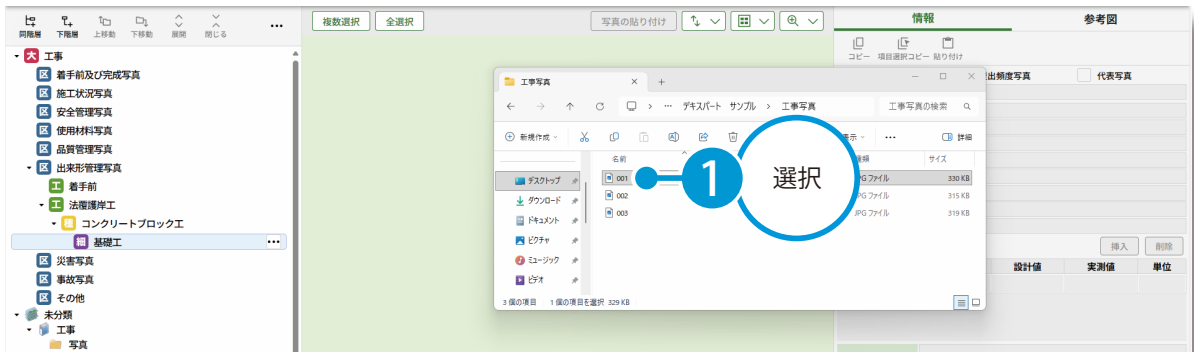 同階層 下階層 上移動 下移動 展開 閉じる
複数選択 全選択 写真の貼り付け
情報 参考図
コピー 項目選択コピー 貼り付け
出頻度写真 代表写真
工事写真
デキスパート サンプル 工事写真 工事写真の検索
新規作成 表示 詳細
名前 種類 サイズ
デスクトップ
ダウンロード
ドキュメント
ピクチャ
ミュージック
ビデオ
001 JPG ファイル 330 KB
002 JPG ファイル 315 KB
003 JPG ファイル 319 KB
3 個の項目 1 個の項目を選択 329 KB
1 選択
大 工事
区 着手前及び完成写真
区 施工状況写真
区 安全管理写真
区 使用材料写真
区 品質管理写真
区 出来形管理写真
工 着手前
工 法覆護岸工
種 コンクリートブロック工
細 基礎工
区 災害写真
区 事故写真
区 その他
未分類
工事
写真
挿入 削除
設計値 実測値 単位